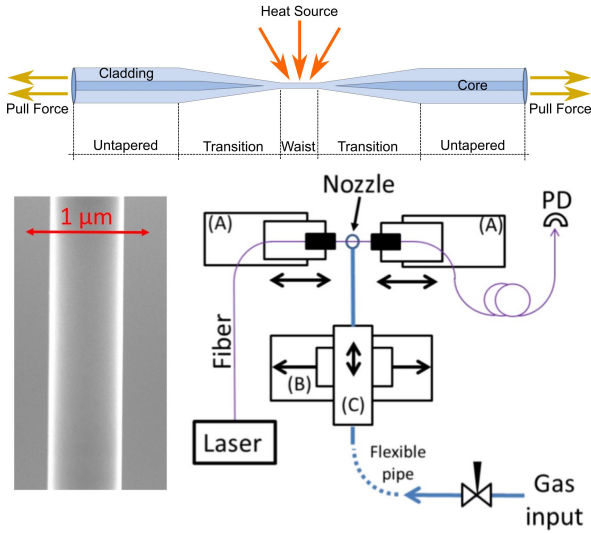 Heat Source
Cladding
Core
Pull Force
Pull Force
Untapered
Transition
Waist
Transition
Untapered
1 μm
Nozzle
PD
(A)
(A)
Fiber
(B)
(C)
Laser
Flexible
pipe
Gas
input